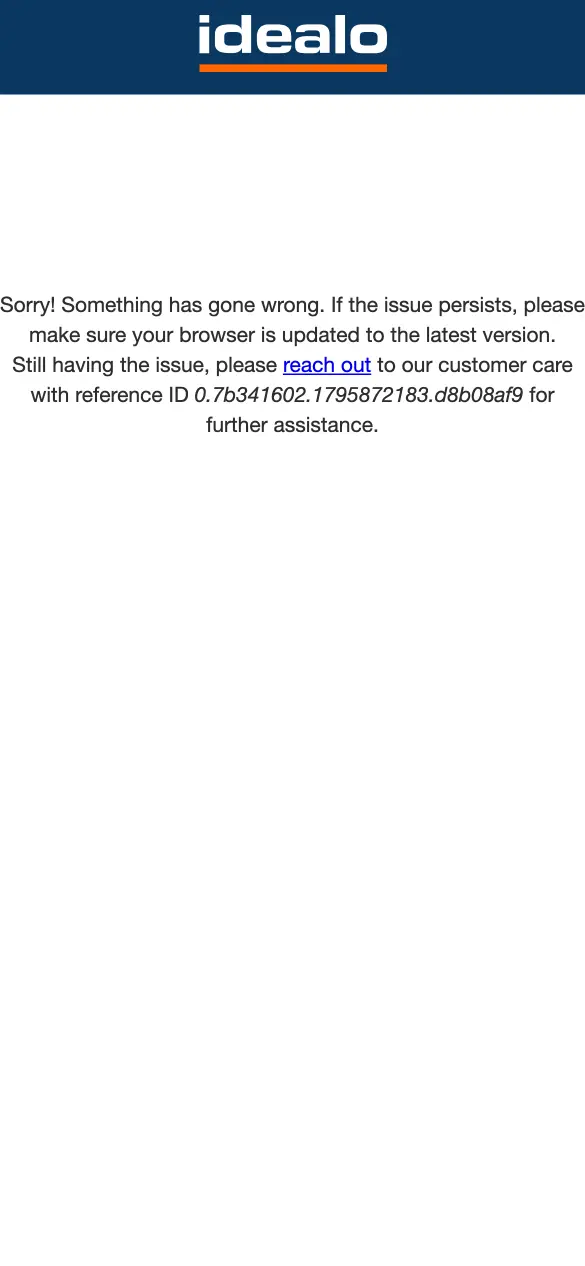 idealo
Sorry! Something has gone wrong. If the issue persists, please
make sure your browser is updated to the latest version.
Still having the issue, please reach out to our customer care
with reference ID 0.7b341602.1795872183.d8b08af9 for
further assistance.